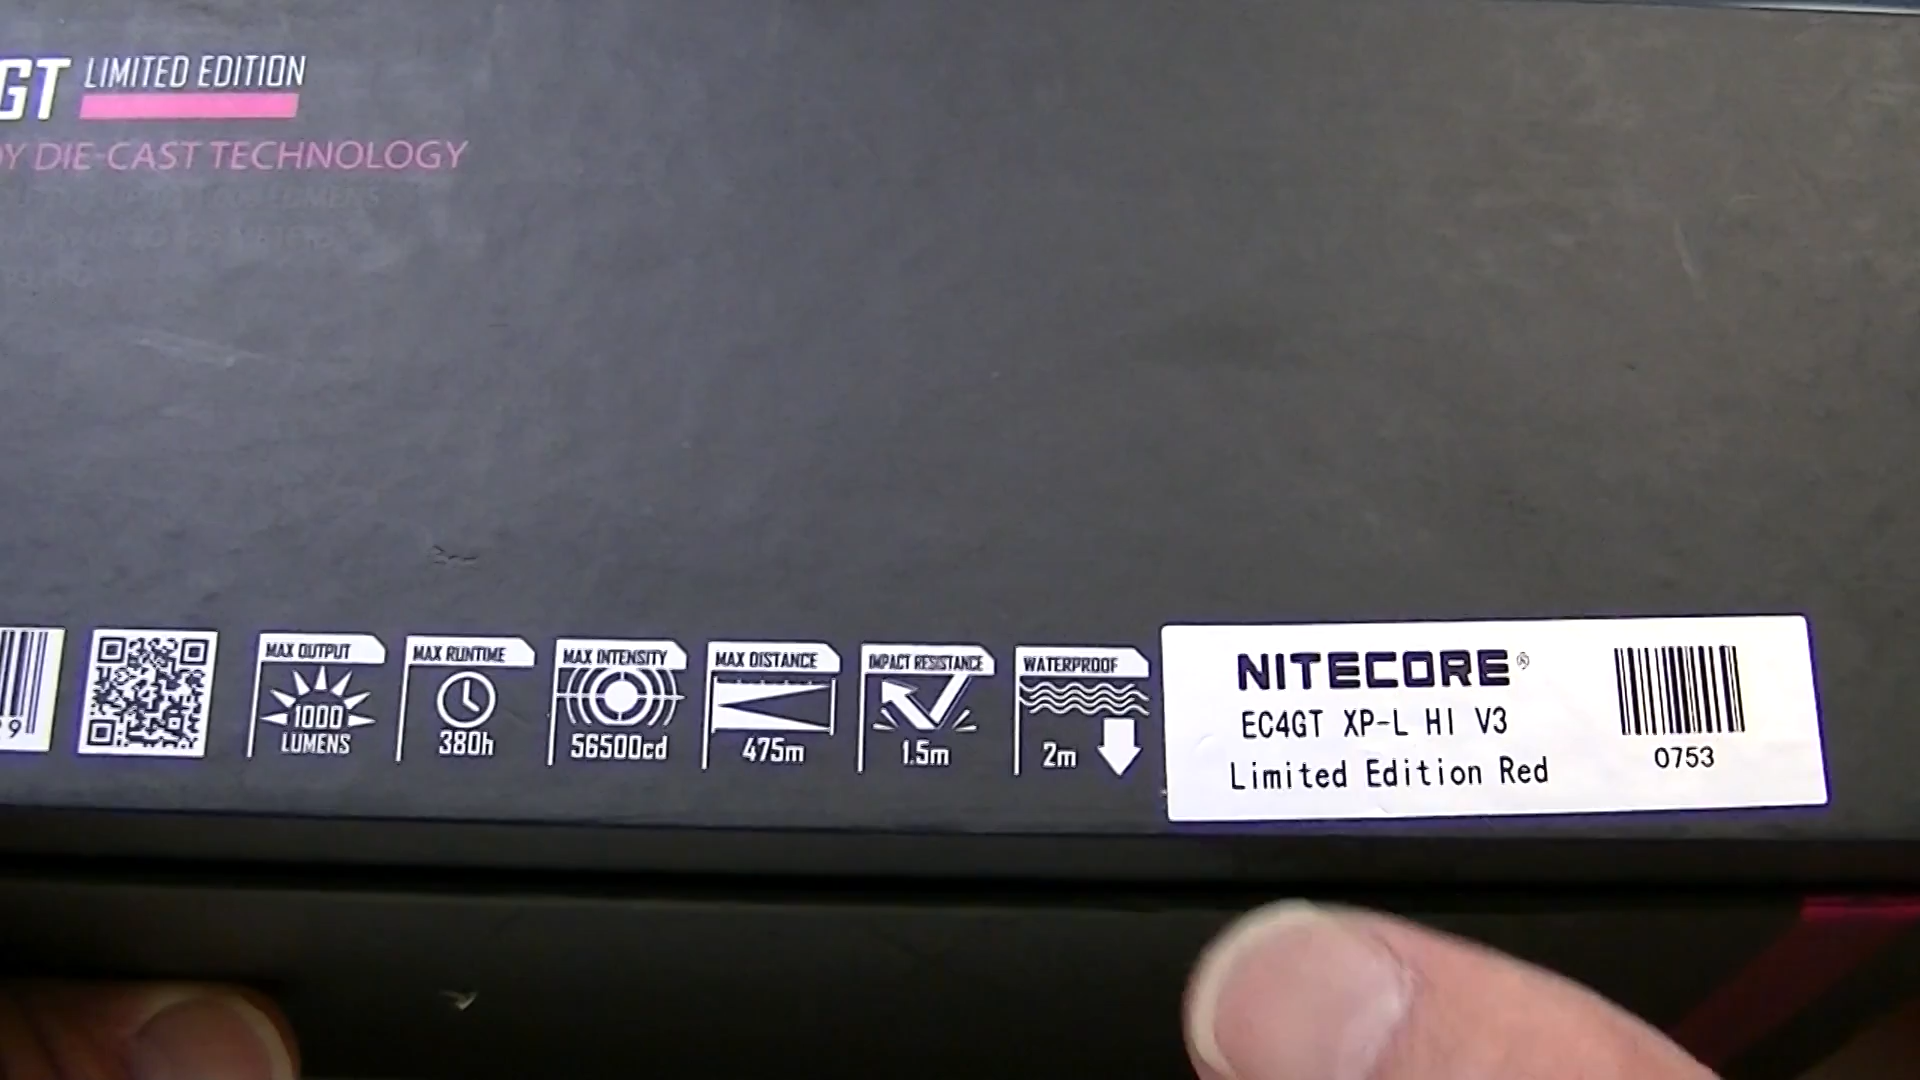 GT LIMITED EDITION
DY DIE-CAST TECHNOLOGY
9
MAX OUTPUT
1000
LUMENS
MAX RUNTIME
380h
MAX INTENSITY
56500cd
MAX DISTANCE
475m
IMPACT RESISTANCE
1.5m
WATERPROOF
2m
NITECORE®
EC4GT XP-L HI V3
Limited Edition Red
0753